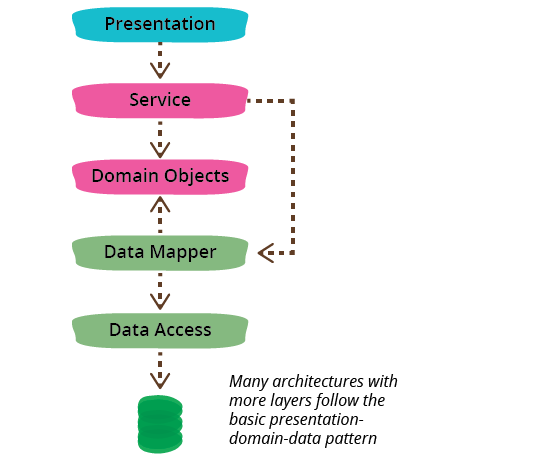 Presentation
Service
Domain Objects
Data Mapper
Data Access
Many architectures with
more layers follow the
basic presentation-
domain-data pattern